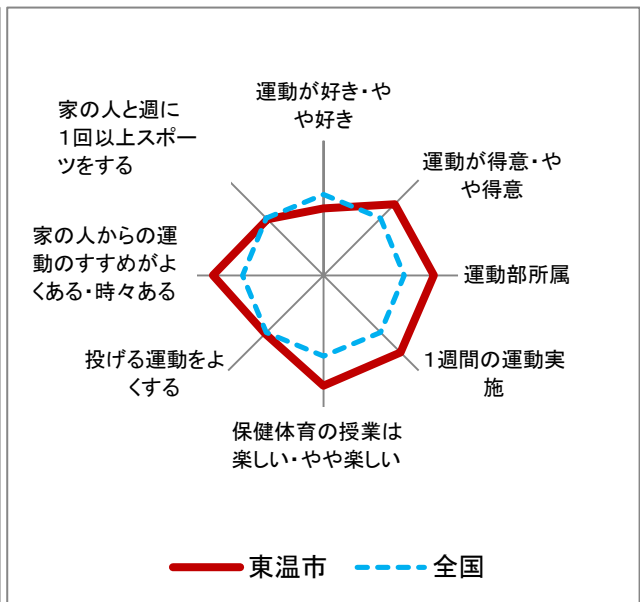 運動が好き・や
や好き
運動が得意・や
や得意
運動部所属
1週間の運動実
施
保健体育の授業は
楽しい・やや楽しい
投げる運動をよ
くする
家の人からの運
動のすすめがよ
くある・時々ある
家の人と週に
1回以上スポー
ツをする
東温市
全国